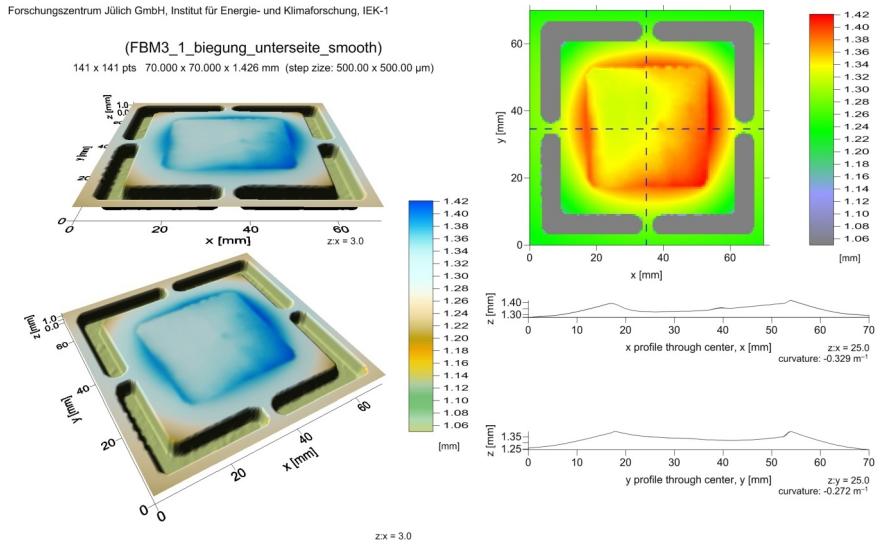 Forschungszentrum Jülich GmbH, Institut für Energie- und Klimaforschung, IEK-1
(FBM3_1_biegung_unterseite_smooth)
141 x 141 pts 70.000 x 70.000 x 1.426 mm (step zize: 500.00 x 500.00 µm)
z [mm]
1.0
0.0
y [mm]
20
0
20
40
60
x [mm]
z:x = 3.0
1.42
1.40
1.38
1.36
1.34
1.32
1.30
1.28
1.26
1.24
1.22
1.20
1.18
1.16
1.14
1.12
1.10
1.08
1.06
[mm]
z [mm]
1.0
0.0
60
40
20
0
y [mm]
0
20
40
60
x [mm]
z:x = 3.0
y [mm]
60
40
20
0
0
20
40
60
x [mm]
1.42
1.40
1.38
1.36
1.34
1.32
1.30
1.28
1.26
1.24
1.22
1.20
1.18
1.16
1.14
1.12
1.10
1.08
1.06
[mm]
z [mm]
1.40
1.30
0 10 20 30 40 50 60 70
x profile through center, x [mm]
z:x = 25.0
curvature: -0.329 m⁻¹
z [mm]
1.35
1.25
0 10 20 30 40 50 60 70
y profile through center, y [mm]
z:y = 25.0
curvature: -0.272 m⁻¹